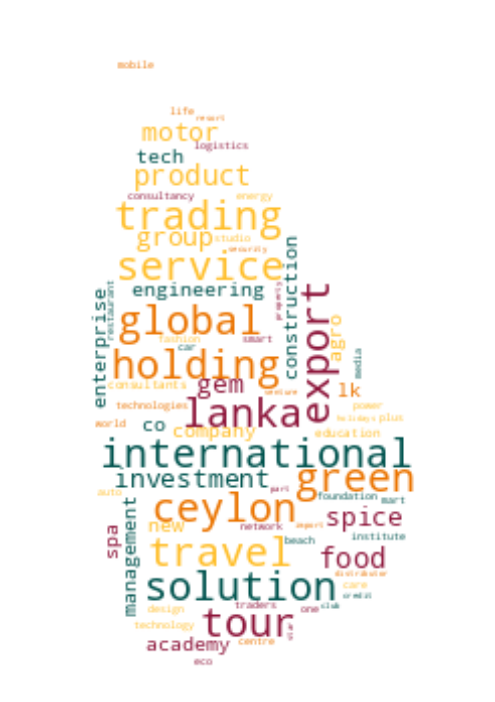 mobile
life
resort
motor
logistics
tech
product
consultancy energy
trading
group studio
security
service
construction
engineering
property
restaurant
enterprise
export
global
agro
fashion smart
car
media
holding
gem
consultants
venture lk
technologies
lanka
power
world co
holidays plus
company education
international
investment green
part
auto
foundation mart
ceylon
spice
new network import
spa
management
institute
beach
travel food
distributor
solution
care
credit
traders
design one club
tour
technology
star
centre
academy
eco